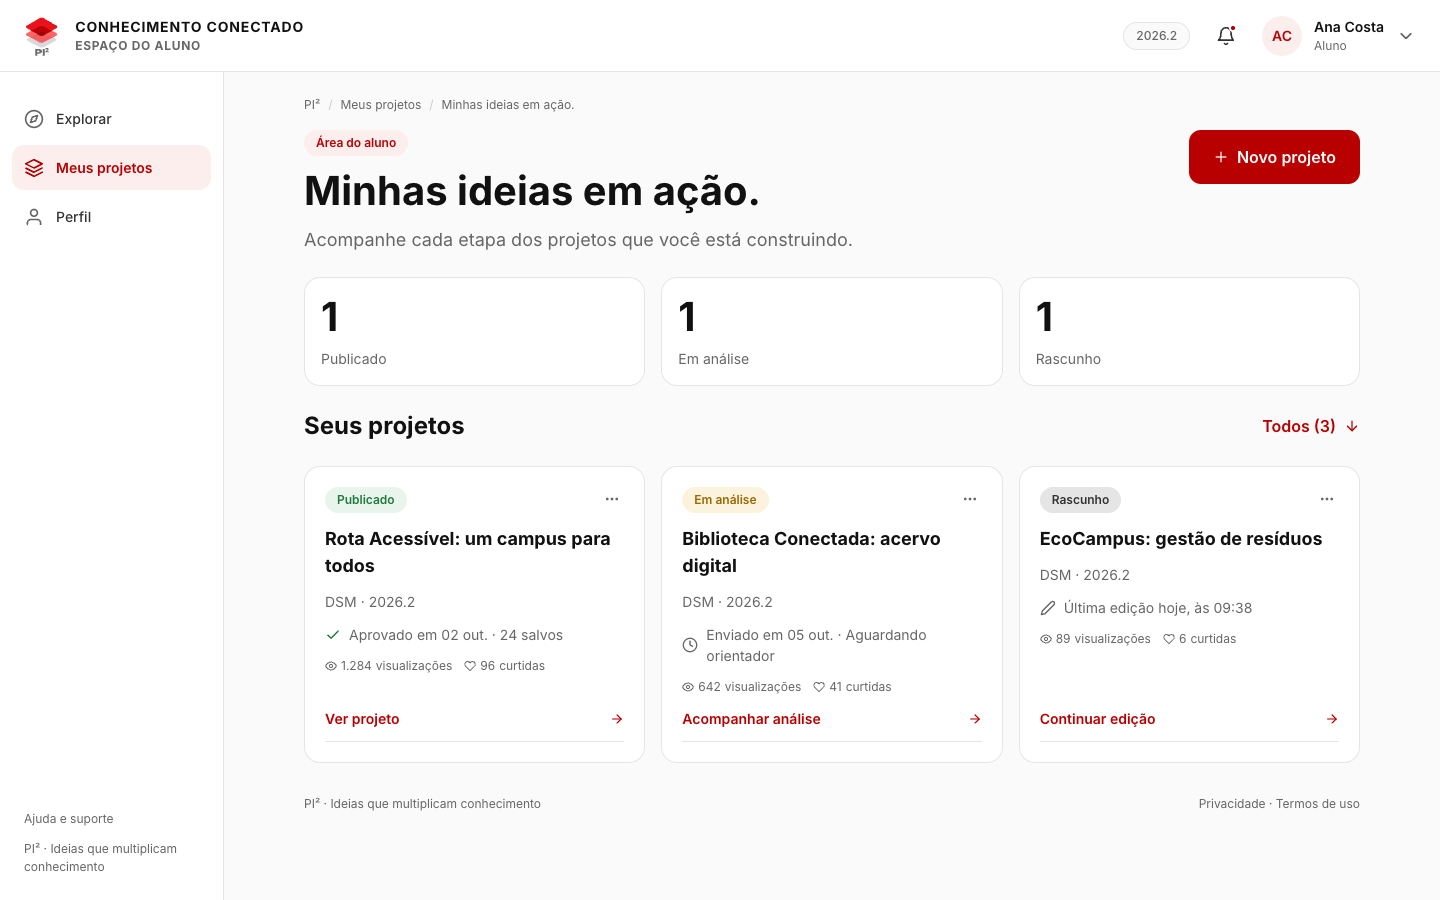 PI²
CONHECIMENTO CONECTADO
ESPAÇO DO ALUNO
2026.2
AC
Ana Costa
Aluno
Explorar
Meus projetos
Perfil
Ajuda e suporte
PI² · Ideias que multiplicam
conhecimento
PI² / Meus projetos / Minhas ideias em ação.
Área do aluno
Novo projeto
Minhas ideias em ação.
Acompanhe cada etapa dos projetos que você está construindo.
1
Publicado
1
Em análise
1
Rascunho
Seus projetos
Todos (3)
Publicado
Rota Acessível: um campus para
todos
DSM · 2026.2
Aprovado em 02 out. · 24 salvos
1.284 visualizações 96 curtidas
Ver projeto
Em análise
Biblioteca Conectada: acervo
digital
DSM · 2026.2
Enviado em 05 out. · Aguardando
orientador
642 visualizações 41 curtidas
Acompanhar análise
Rascunho
EcoCampus: gestão de resíduos
DSM · 2026.2
Última edição hoje, às 09:38
89 visualizações 6 curtidas
Continuar edição
PI² · Ideias que multiplicam conhecimento
Privacidade · Termos de uso